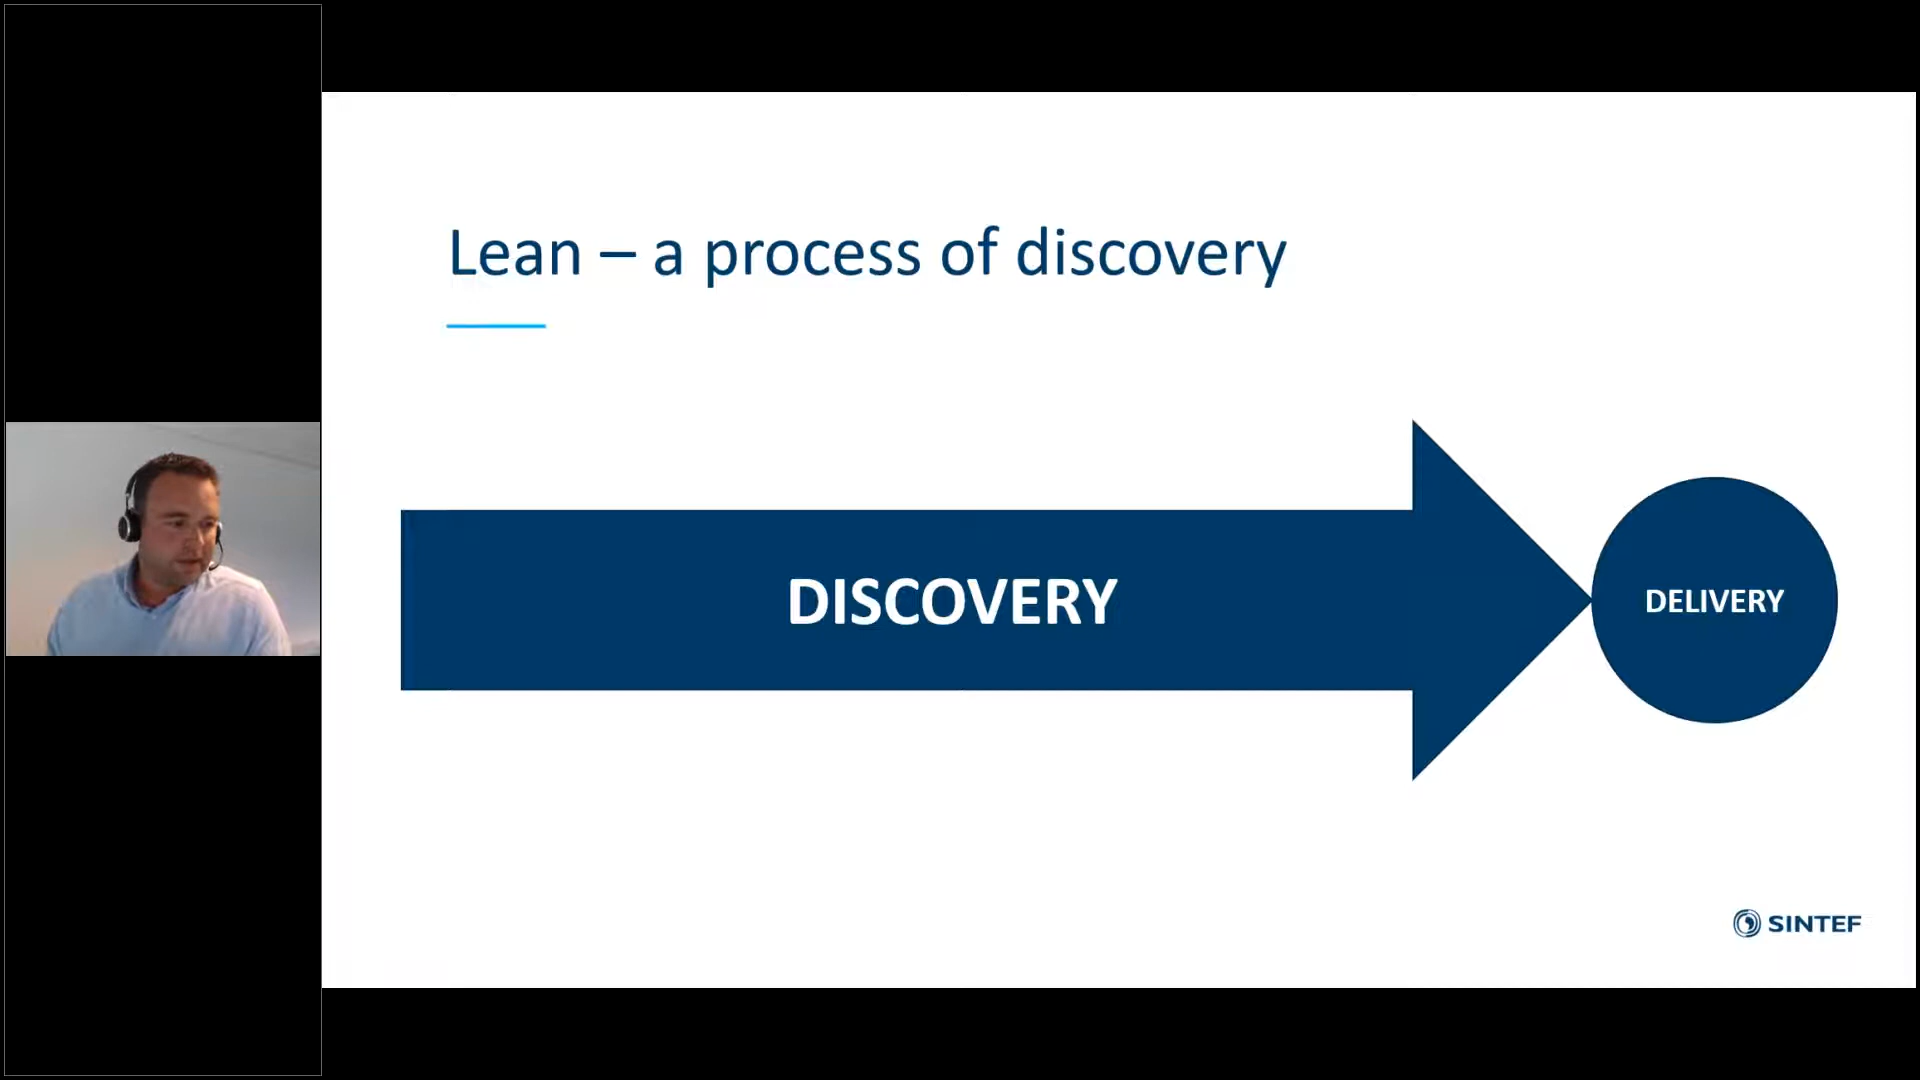 Lean – a process of discovery
DISCOVERY
DELIVERY
SINTEF